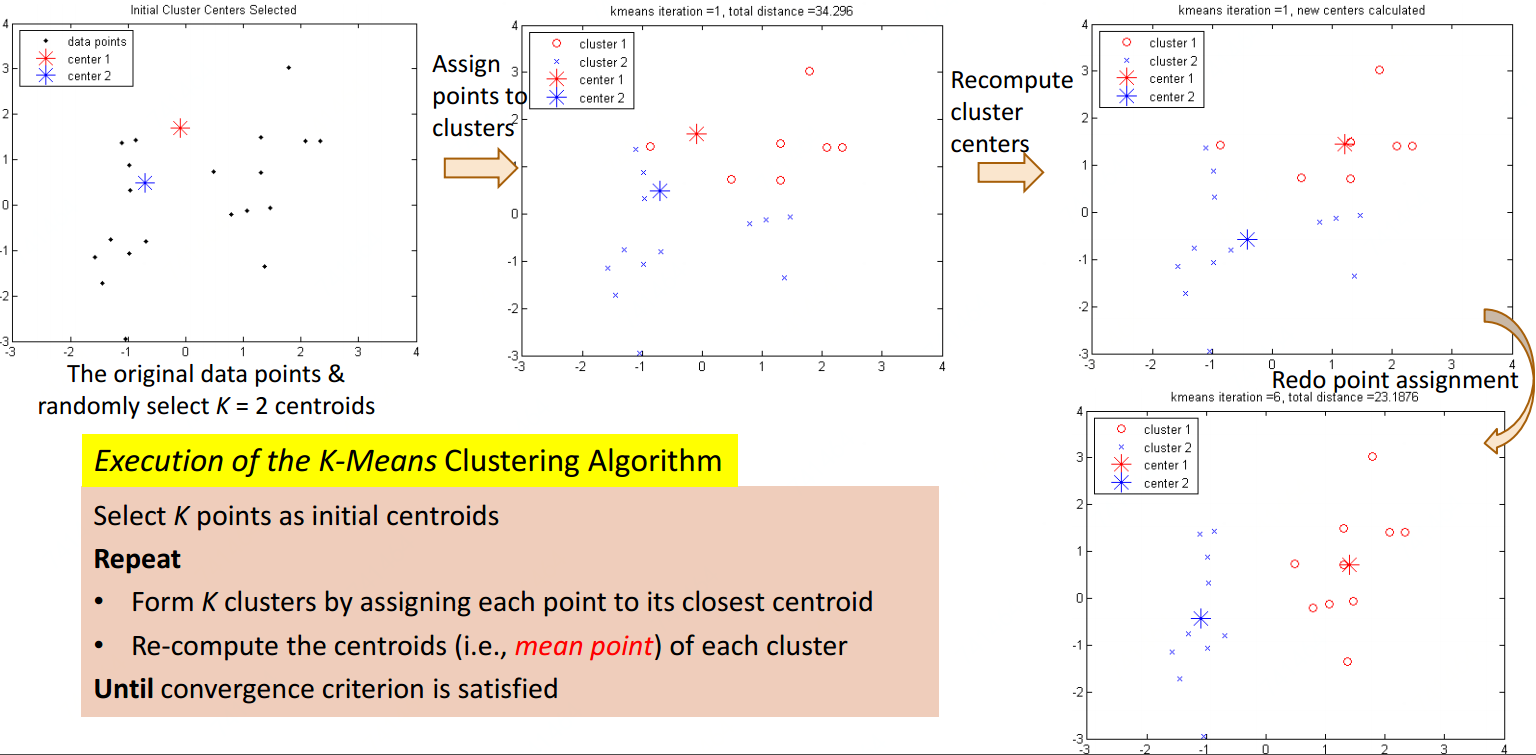 Initial Cluster Centers Selected
data points
center 1
center 2
4
3
2
1
0
-1
-2
-3
-3
-2
-1
0
1
2
3
4
The original data points &
randomly select K = 2 centroids
Assign
points to
clusters
kmeans iteration =1, total distance =34.296
cluster 1
cluster 2
center 1
center 2
4
3
2
1
0
-1
-2
-3
-3
-2
-1
0
1
2
3
4
Recompute
cluster
centers
kmeans iteration =1, new centers calculated
cluster 1
cluster 2
center 1
center 2
4
3
2
1
0
-1
-2
-3
-3
-2
-1
0
1
2
3
4
Redo point assignment
kmeans iteration =6, total distance =23.1876
cluster 1
cluster 2
center 1
center 2
4
3
2
1
0
-1
-2
-3
-3
-2
-1
0
1
2
3
4
Execution of the K-Means Clustering Algorithm
Select K points as initial centroids
Repeat
• Form K clusters by assigning each point to its closest centroid
• Re-compute the centroids (i.e., mean point) of each cluster
Until convergence criterion is satisfied